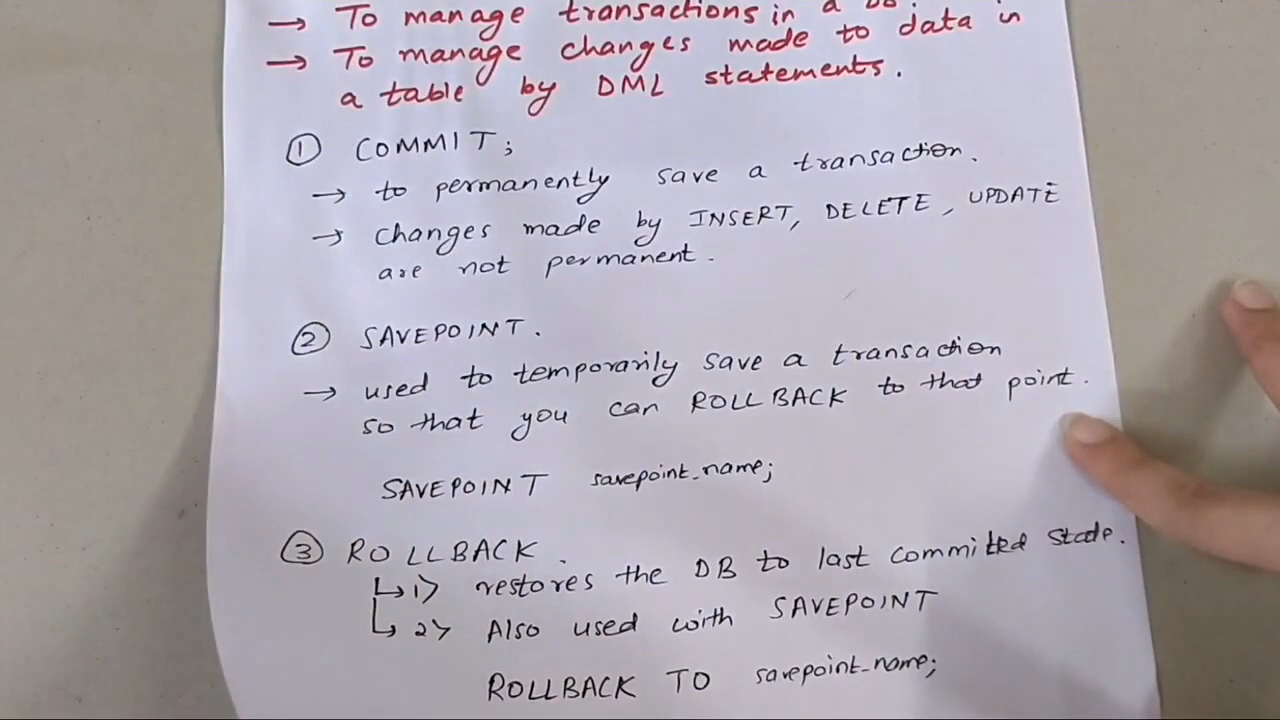 → To manage transactions in a DB.
→ To manage changes made to data in
a table by DML statements.
① COMMIT;
→ to permanently save a transaction.
→ changes made by INSERT, DELETE, UPDATE
are not permanent.
② SAVEPOINT.
→ used to temporarily save a transaction
so that you can ROLLBACK to that point.
SAVEPOINT savepoint_name;
③ ROLLBACK.
↳ 1> restores the DB to last committed state.
↳ 2> Also used with SAVEPOINT
ROLLBACK TO savepoint_name;